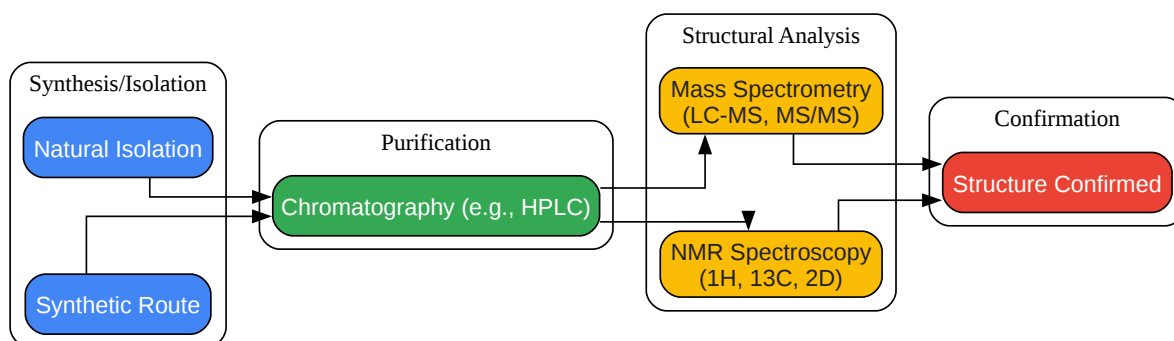 Synthesis/Isolation
Natural Isolation
Synthetic Route
Purification
Chromatography (e.g., HPLC)
Structural Analysis
Mass Spectrometry
(LC-MS, MS/MS)
NMR Spectroscopy
(1H, 13C, 2D)
Confirmation
Structure Confirmed